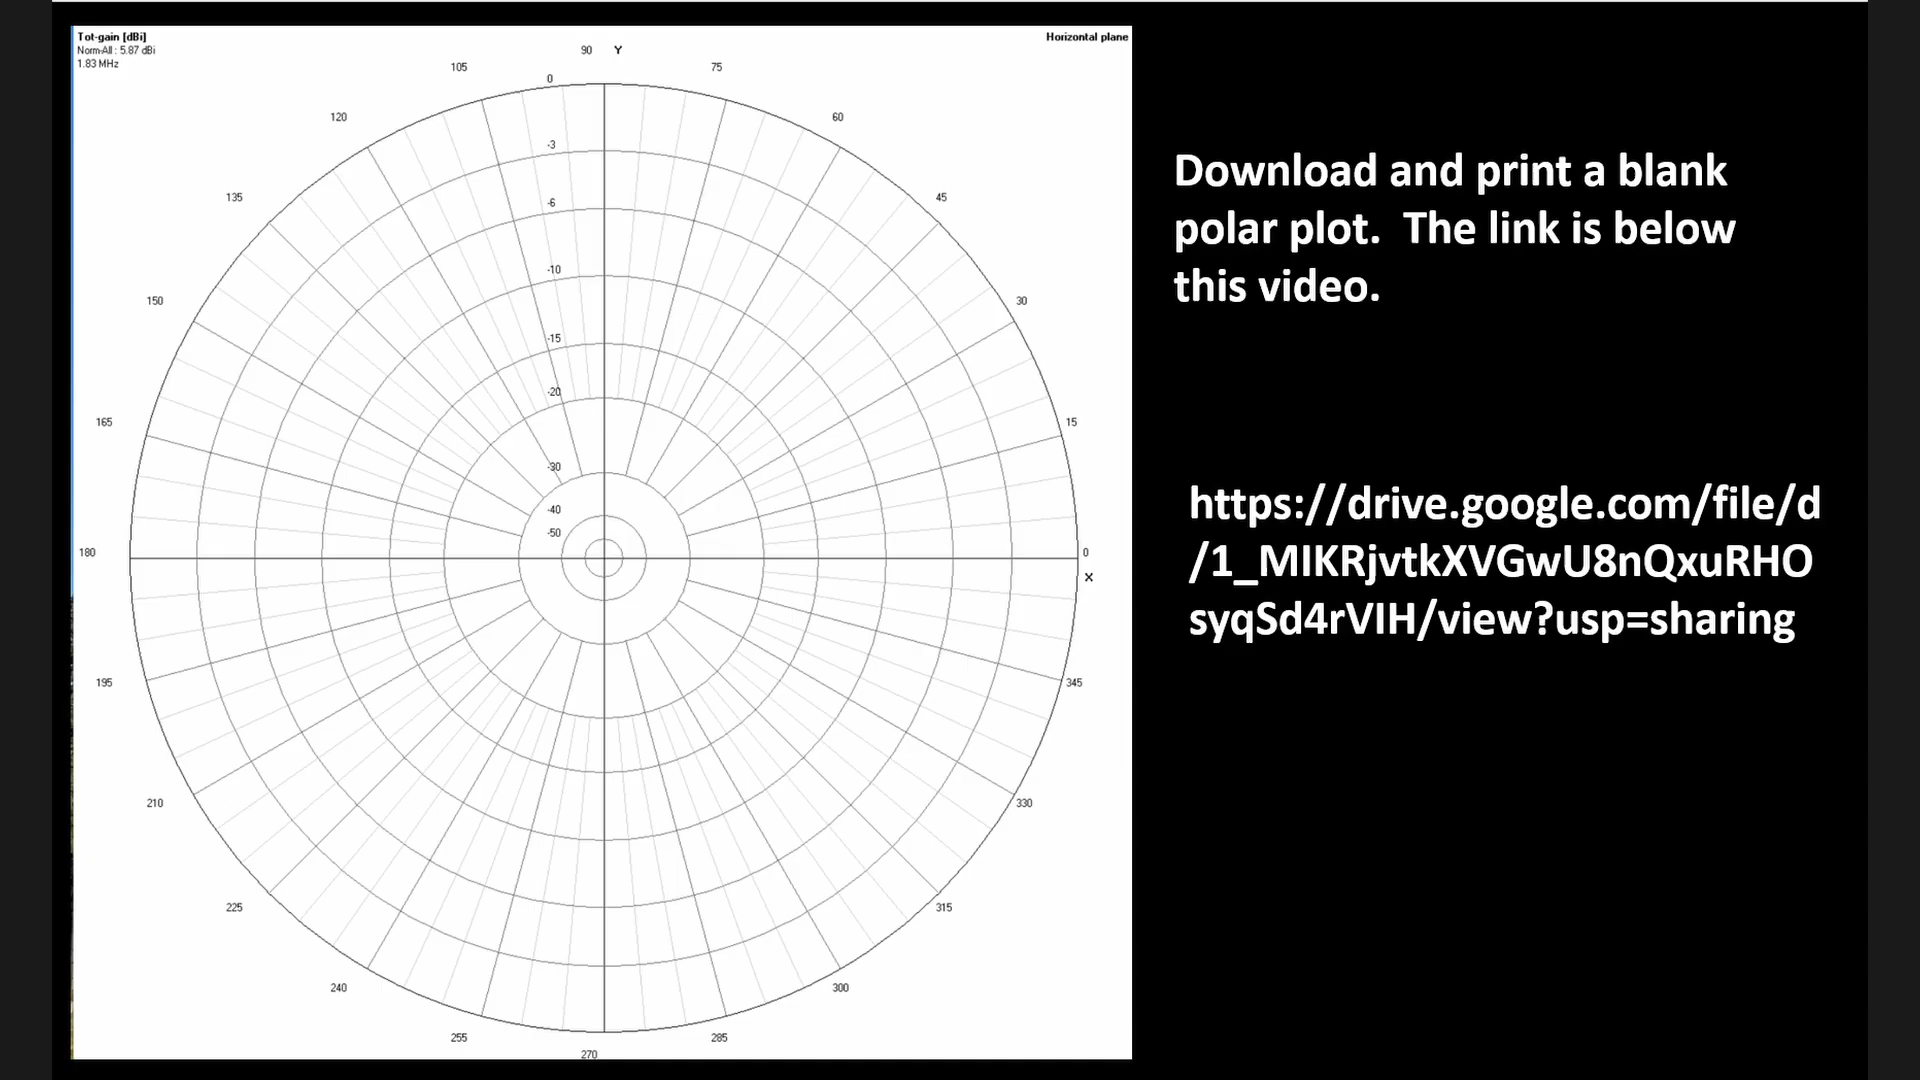 Tot-gain [dBi]
Norm-All : 5.87 dBi
1.83 MHz
Horizontal plane
90 Y
105
75
0
120
60
-3
135
45
-6
-10
150
30
-15
-20
165
15
-30
-40
-50
180
0
X
195
345
210
330
225
315
240
300
255
285
270
Download and print a blank
polar plot. The link is below
this video.
https://drive.google.com/file/d
/1_MIKRjvtkXVGwU8nQxuRHO
syqSd4rVIH/view?usp=sharing